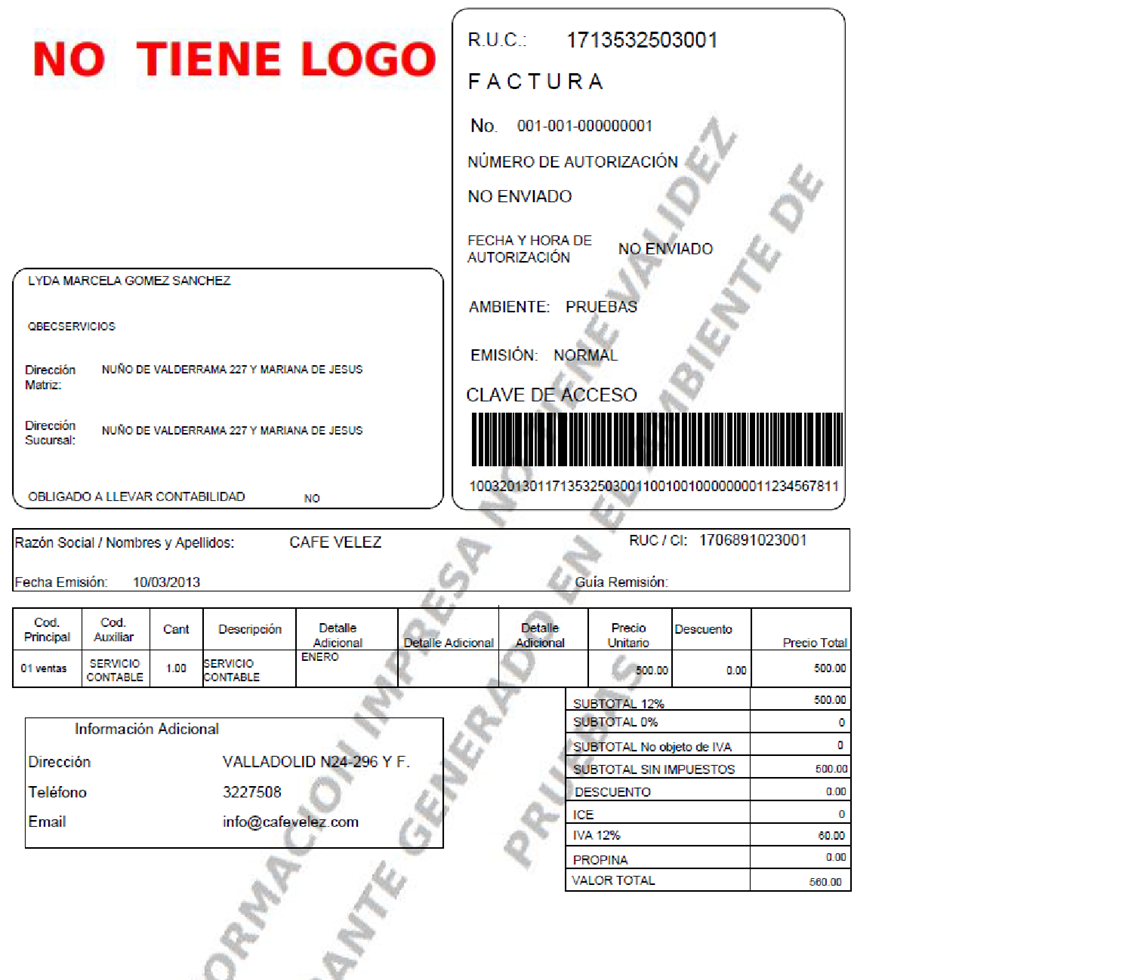 NO TIENE LOGO
R.U.C.: 1713532503001
FACTURA
No. 001-001-000000001
NÚMERO DE AUTORIZACIÓN
NO ENVIADO
FECHA Y HORA DE
AUTORIZACIÓN
NO ENVIADO
AMBIENTE: PRUEBAS
EMISIÓN: NORMAL
CLAVE DE ACCESO
1003201301171353250300110010010000000011234567811
LYDA MARCELA GOMEZ SANCHEZ
QBECSERVICIOS
Dirección
Matriz:
NUÑO DE VALDERRAMA 227 Y MARIANA DE JESUS
Dirección
Sucursal:
NUÑO DE VALDERRAMA 227 Y MARIANA DE JESUS
OBLIGADO A LLEVAR CONTABILIDAD NO
Razón Social / Nombres y Apellidos: CAFE VELEZ RUC / CI: 1706891023001
Fecha Emisión: 10/03/2013 Guía Remisión:
Cod.
Principal
Cod.
Auxiliar
Cant
Descripción
Detalle
Adicional
Detalle Adicional
Detalle
Adicional
Precio
Unitario
Descuento
Precio Total
01 ventas
SERVICIO
CONTABLE
1.00
SERVICIO
CONTABLE
ENERO
500.00
0.00
500.00
SUBTOTAL 12% 500.00
SUBTOTAL 0% 0
SUBTOTAL No objeto de IVA 0
SUBTOTAL SIN IMPUESTOS 500.00
DESCUENTO 0.00
ICE 0
IVA 12% 60.00
PROPINA 0.00
VALOR TOTAL 560.00
Información Adicional
Dirección VALLADOLID N24-296 Y F.
Teléfono 3227508
Email info@cafevelez.com
ORMACION IMPRESA NO TIENE VALIDEZ
ANTE GENERADO EN EL AMBIENTE DE
PRUEBAS